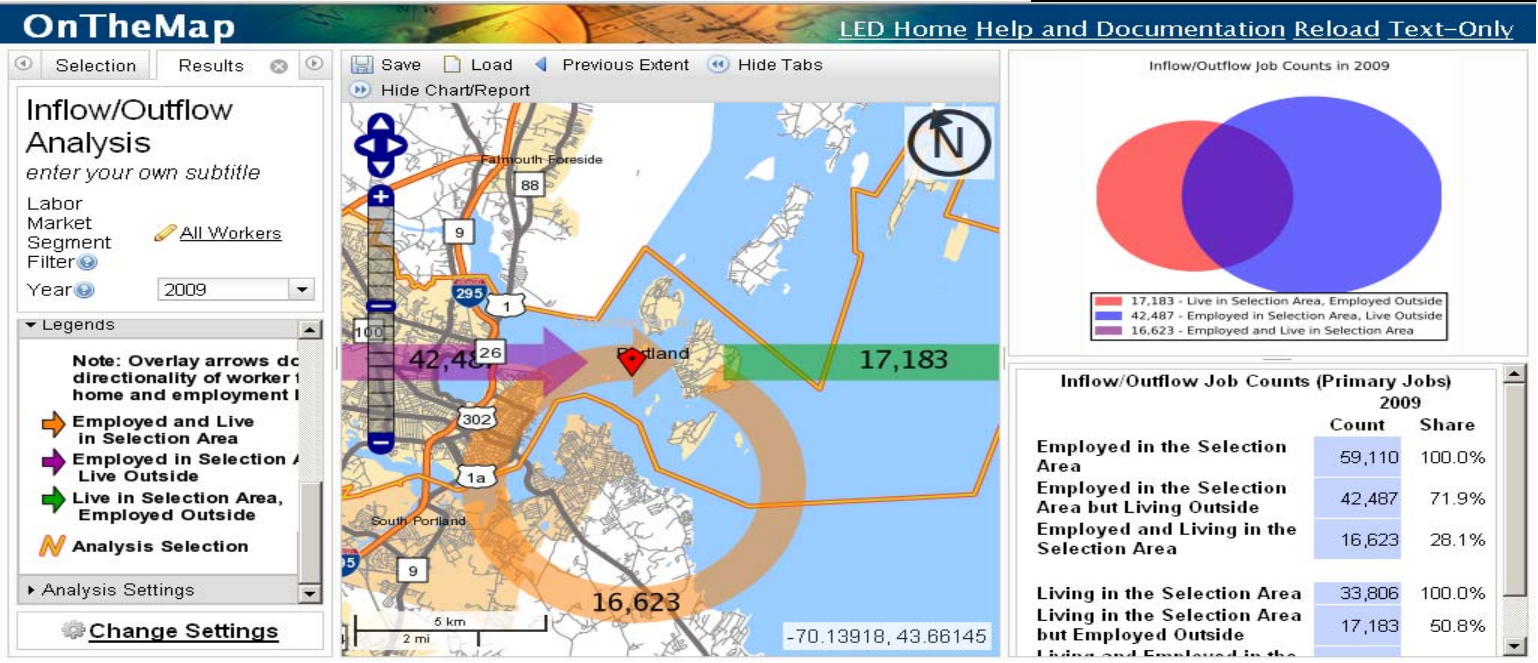 OnTheMap
LED Home Help and Documentation Reload Text-Only
Selection Results
Inflow/Outflow
Analysis
enter your own subtitle
Labor
Market
Segment
Filter
All Workers
Year 2009
Legends
Note: Overlay arrows do
directionality of worker
home and employment
Employed and Live
in Selection Area
Employed in Selection
Live Outside
Live in Selection Area,
Employed Outside
Analysis Selection
Analysis Settings
Change Settings
Save Load Previous Extent Hide Tabs
Hide Chart/Report
N
Falmouth Foreside
88
9
295
1
100
42,487
26
Portland
17,183
302
1a
South Portland
9
16,623
5 km
2 mi
-70.13918, 43.66145
Inflow/Outflow Job Counts in 2009
17,183 - Live in Selection Area, Employed Outside
42,487 - Employed in Selection Area, Live Outside
16,623 - Employed and Live in Selection Area
Inflow/Outflow Job Counts (Primary Jobs)
2009
Count Share
Employed in the Selection
Area 59,110 100.0%
Employed in the Selection
Area but Living Outside 42,487 71.9%
Employed and Living in the
Selection Area 16,623 28.1%
Living in the Selection Area 33,806 100.0%
Living in the Selection Area
but Employed Outside 17,183 50.8%
Living and Employed in the